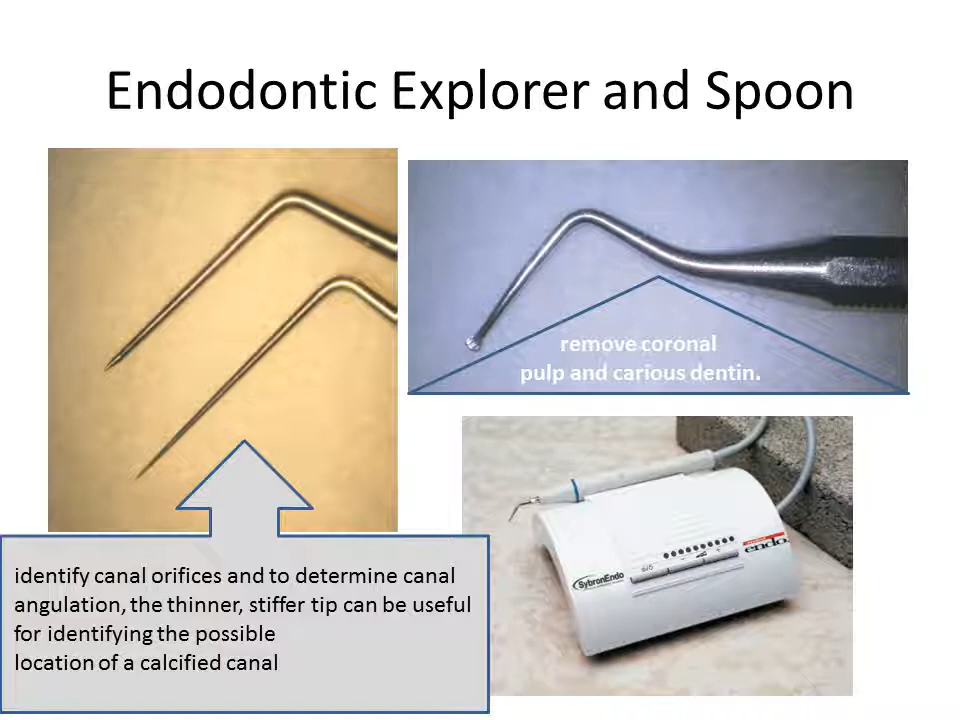 Endodontic Explorer and Spoon
remove coronal
pulp and carious dentin.
identify canal orifices and to determine canal
angulation, the thinner, stiffer tip can be useful
for identifying the possible
location of a calcified canal
SybronEndo
endo